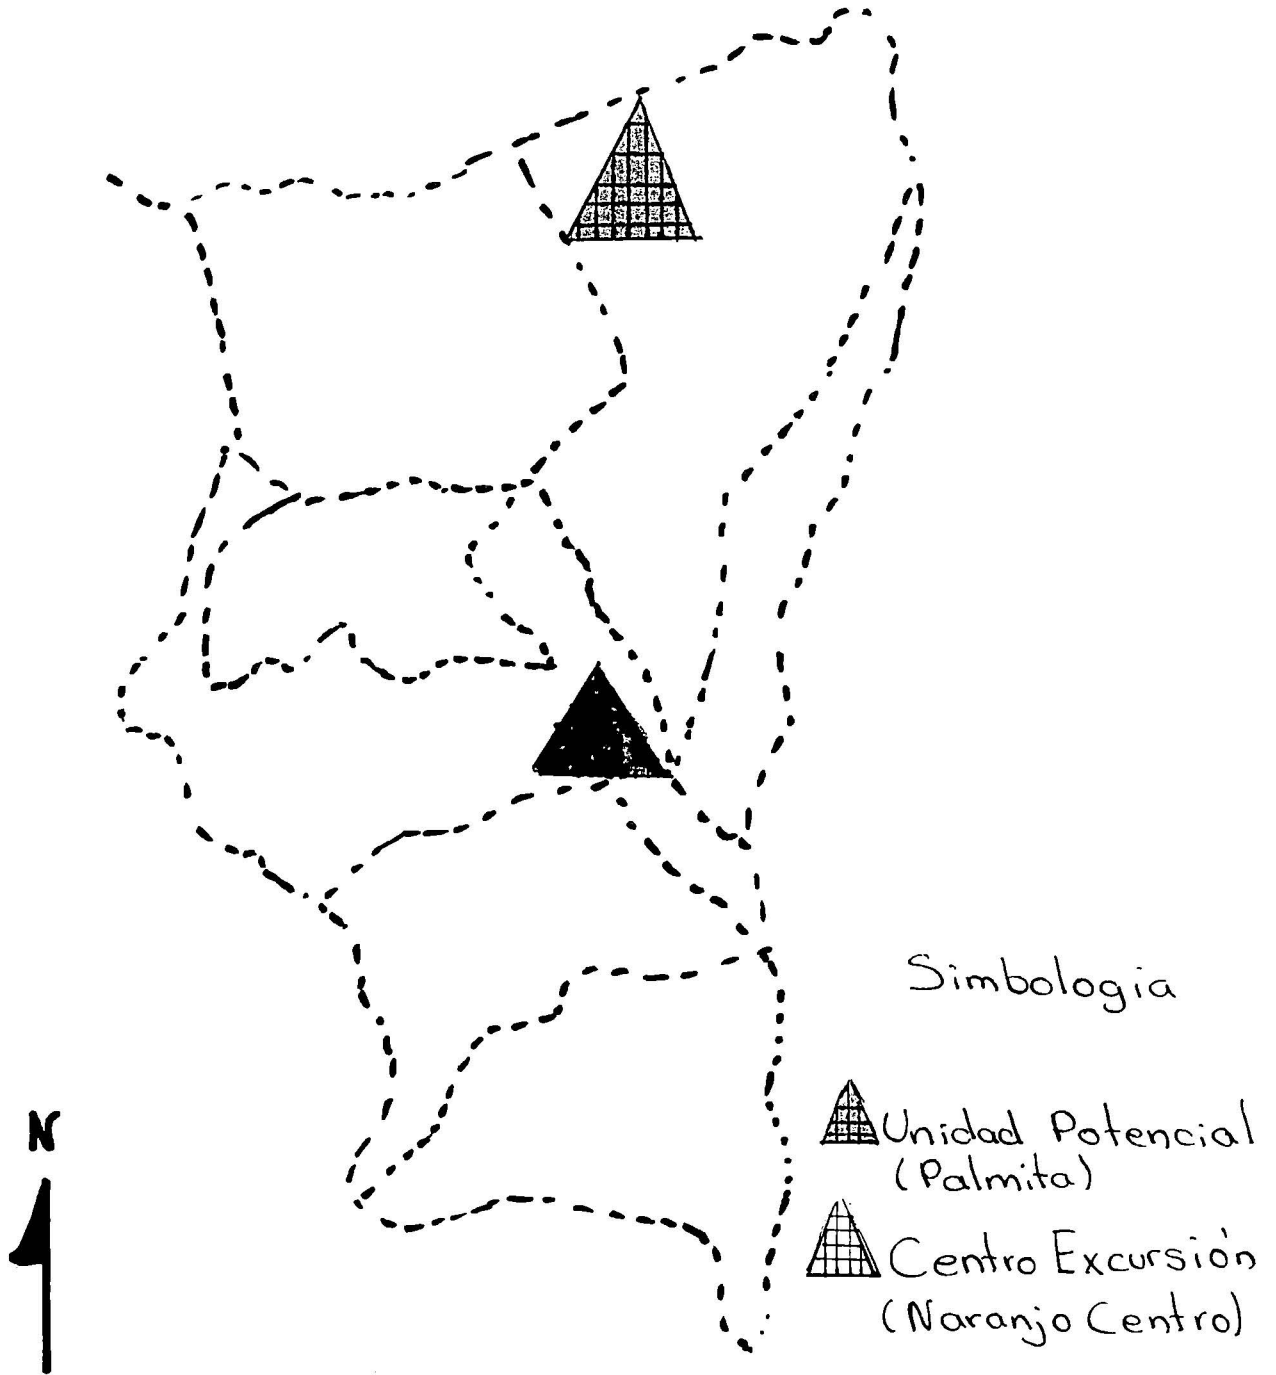 Simbologia
Unidad Potencial
(Palmita)
Centro Excursión
(Naranjo Centro)
N